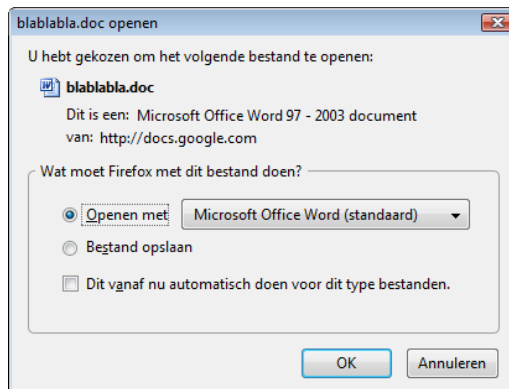 blablabla.doc openen
U hebt gekozen om het volgende bestand te openen:
blablabla.doc
Dit is een: Microsoft Office Word 97 - 2003 document
van: http://docs.google.com
Wat moet Firefox met dit bestand doen?
Openen met Microsoft Office Word (standaard)
Bestand opslaan
Dit vanaf nu automatisch doen voor dit type bestanden.
OK Annuleren